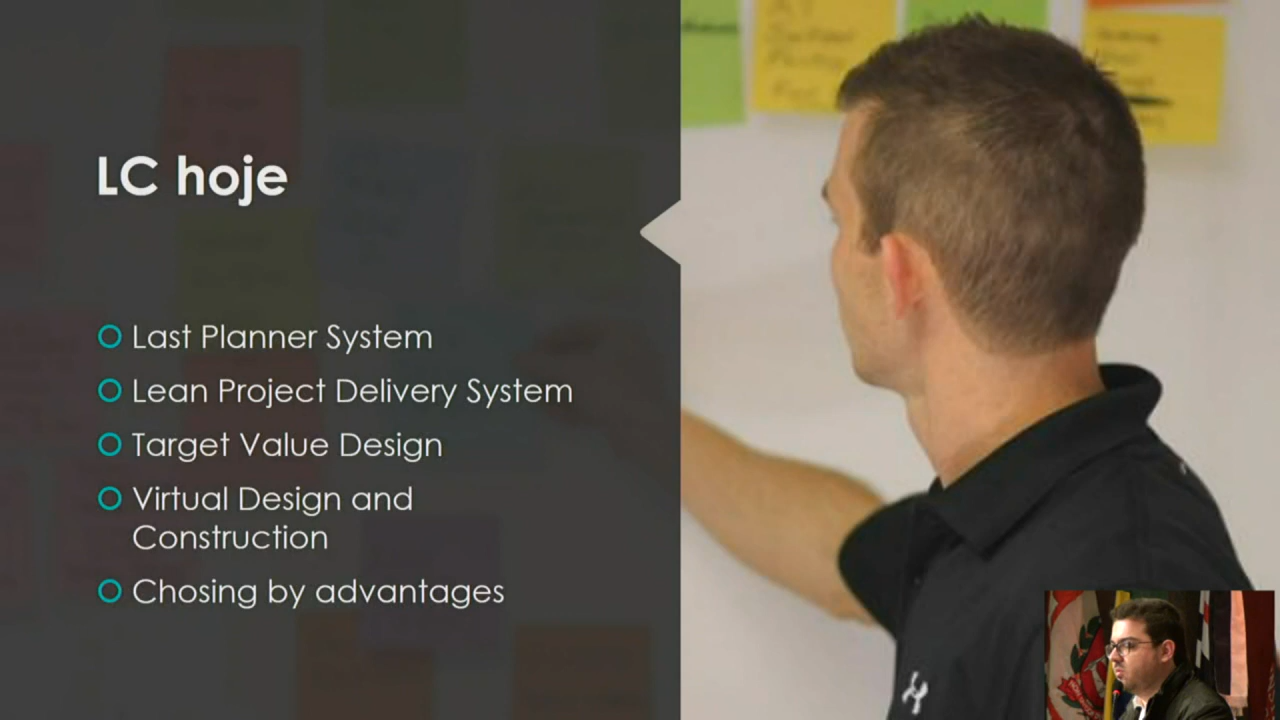 LC hoje
Last Planner System
Lean Project Delivery System
Target Value Design
Virtual Design and
Construction
Chosing by advantages